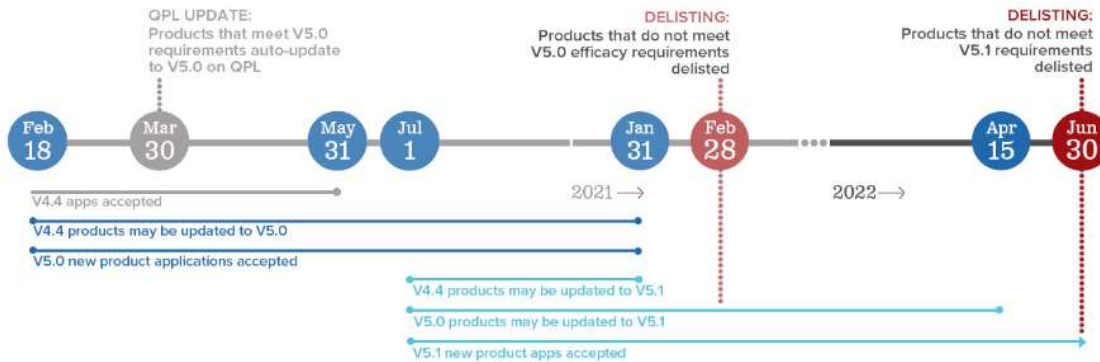 QPL UPDATE:
Products that meet V5.0
requirements auto-update
to V5.0 on QPL
DELISTING:
Products that do not meet
V5.0 efficacy requirements
delisted
DELISTING:
Products that do not meet
V5.1 requirements
delisted
Feb
18
Mar
30
May
31
Jul
1
Jan
31
Feb
28
Apr
15
Jun
30
2021
2022
V4.4 apps accepted
V4.4 products may be updated to V5.0
V5.0 new product applications accepted
V4.4 products may be updated to V5.1
V5.0 products may be updated to V5.1
V5.1 new product apps accepted